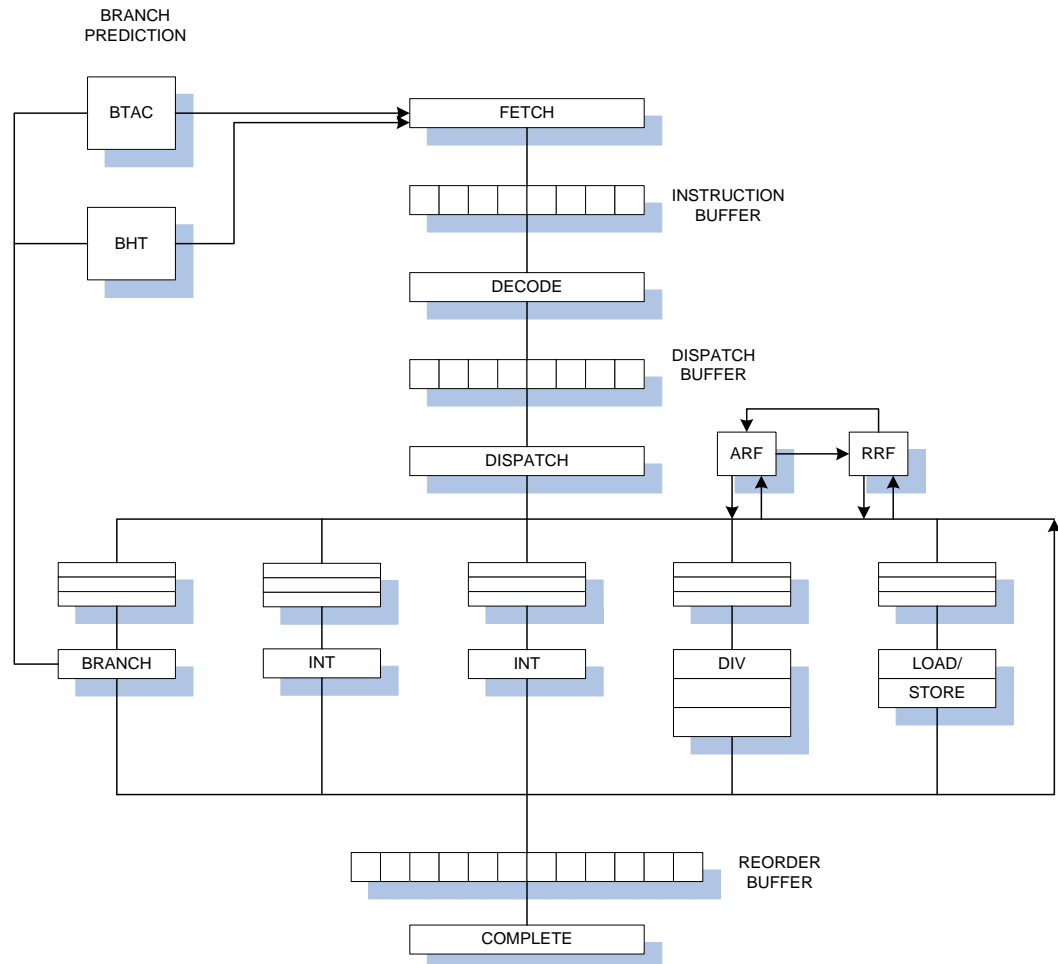 BRANCH
PREDICTION
BTAC
FETCH
INSTRUCTION
BUFFER
BHT
DECODE
DISPATCH
BUFFER
ARF
RRF
DISPATCH
BRANCH
INT
INT
DIV
LOAD/
STORE
REORDER
BUFFER
COMPLETE